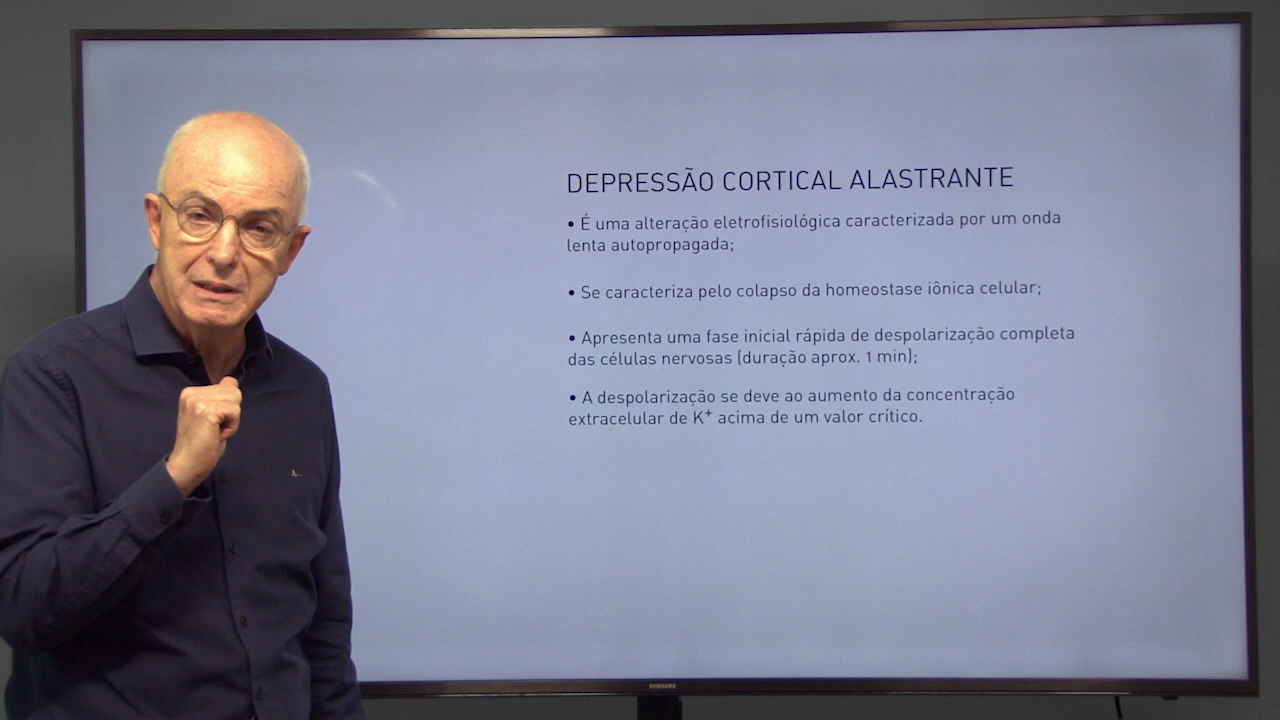 DEPRESSÃO CORTICAL ALASTRANTE
• É uma alteração eletrofisiológica caracterizada por um onda
lenta autopropagada;
• Se caracteriza pelo colapso da homeostase iônica celular;
• Apresenta uma fase inicial rápida de despolarização completa
das células nervosas (duração aprox. 1 min);
• A despolarização se deve ao aumento da concentração
extracelular de K⁺ acima de um valor crítico.
SAMSUNG